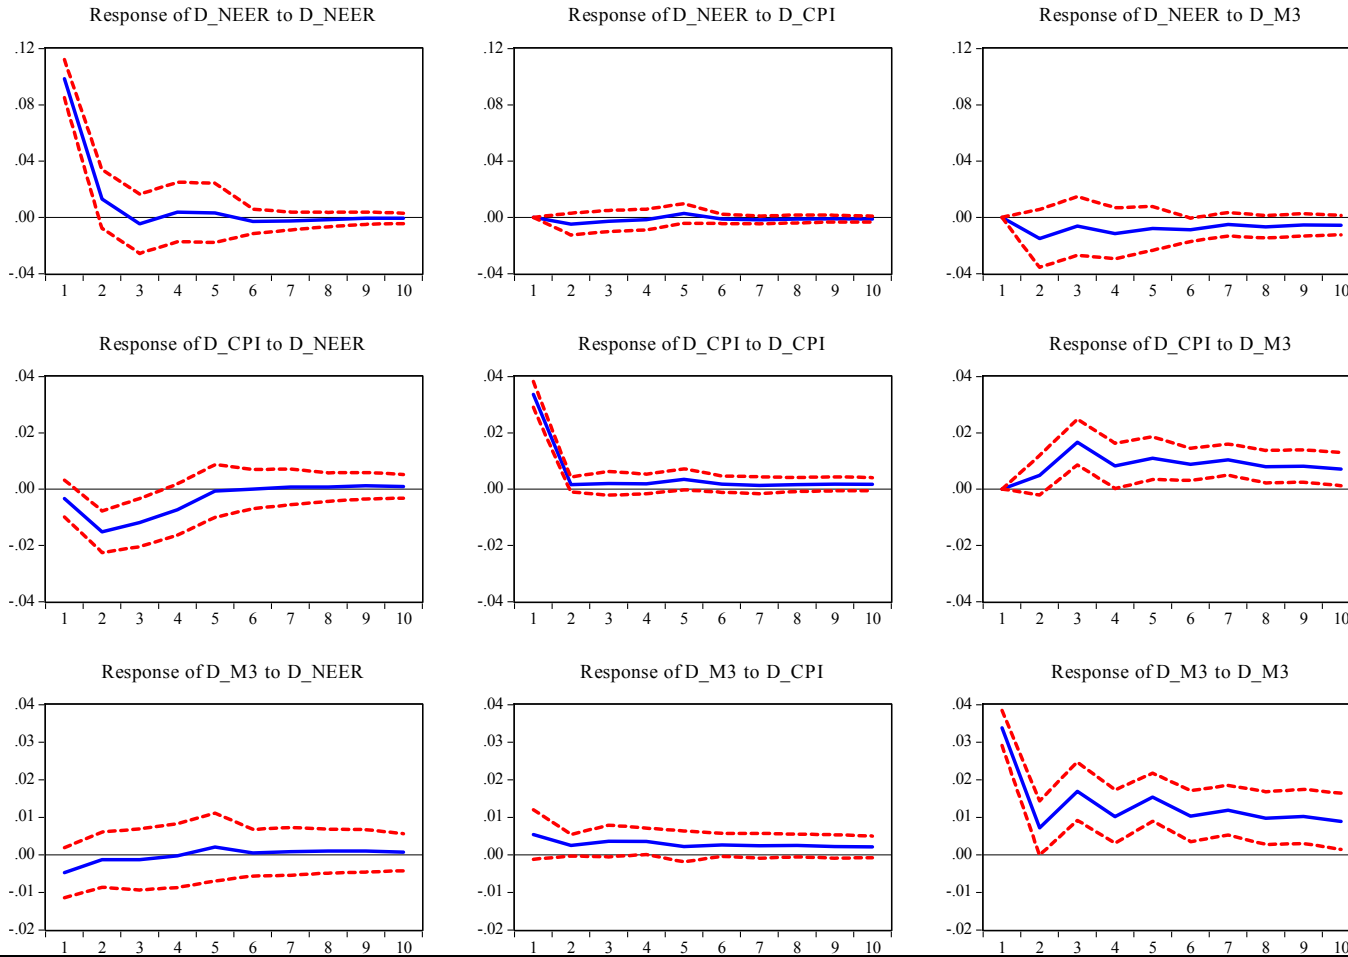 Response of D_NEER to D_NEER
Response of D_NEER to D_CPI
Response of D_NEER to D_M3
.12
.08
.04
.00
-.04
1 2 3 4 5 6 7 8 9 10
.12
.08
.04
.00
-.04
1 2 3 4 5 6 7 8 9 10
.12
.08
.04
.00
-.04
1 2 3 4 5 6 7 8 9 10
Response of D_CPI to D_NEER
Response of D_CPI to D_CPI
Response of D_CPI to D_M3
.04
.02
.00
-.02
-.04
1 2 3 4 5 6 7 8 9 10
.04
.02
.00
-.02
-.04
1 2 3 4 5 6 7 8 9 10
.04
.02
.00
-.02
-.04
1 2 3 4 5 6 7 8 9 10
Response of D_M3 to D_NEER
Response of D_M3 to D_CPI
Response of D_M3 to D_M3
.04
.03
.02
.01
.00
-.01
-.02
1 2 3 4 5 6 7 8 9 10
.04
.03
.02
.01
.00
-.01
-.02
1 2 3 4 5 6 7 8 9 10
.04
.03
.02
.01
.00
-.01
-.02
1 2 3 4 5 6 7 8 9 10